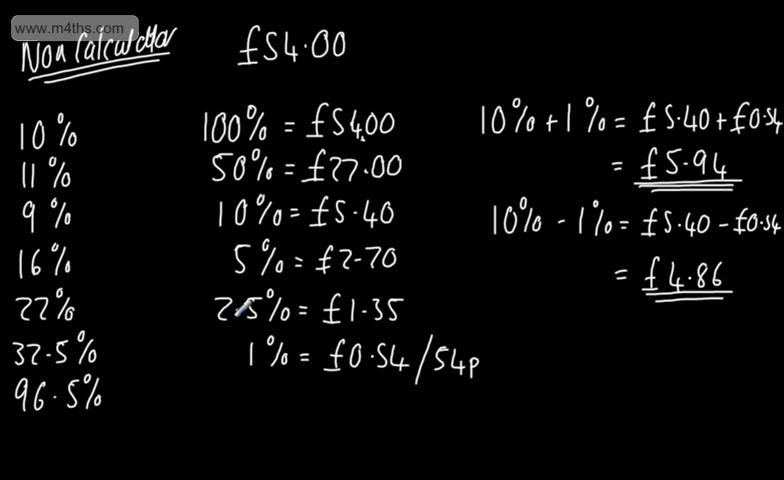 www.m4ths.com
Non Calculator £54.00
10% 100% = £54.00 10% + 1% = £5.40 + £0.54
11% 50% = £27.00 = £5.94
9% 10% = £5.40 10% - 1% = £5.40 - £0.54
16% 5% = £2.70 = £4.86
22% 2.5% = £1.35
32.5% 1% = £0.54/54p
96.5%